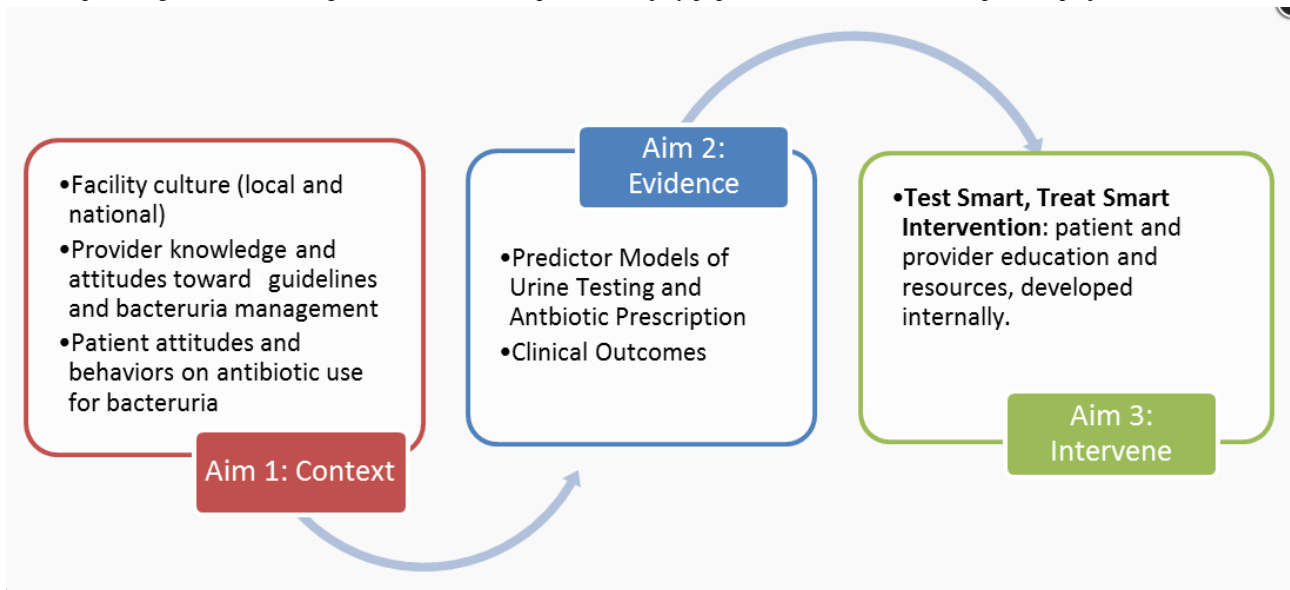 •Facility culture (local and
national)
•Provider knowledge and
attitudes toward guidelines
and bacteruria management
•Patient attitudes and
behaviors on antibiotic use
for bacteruria
Aim 1: Context
Aim 2:
Evidence
•Predictor Models of
Urine Testing and
Antbiotic Prescription
•Clinical Outcomes
•Test Smart, Treat Smart
Intervention: patient and
provider education and
resources, developed
internally.
Aim 3:
Intervene